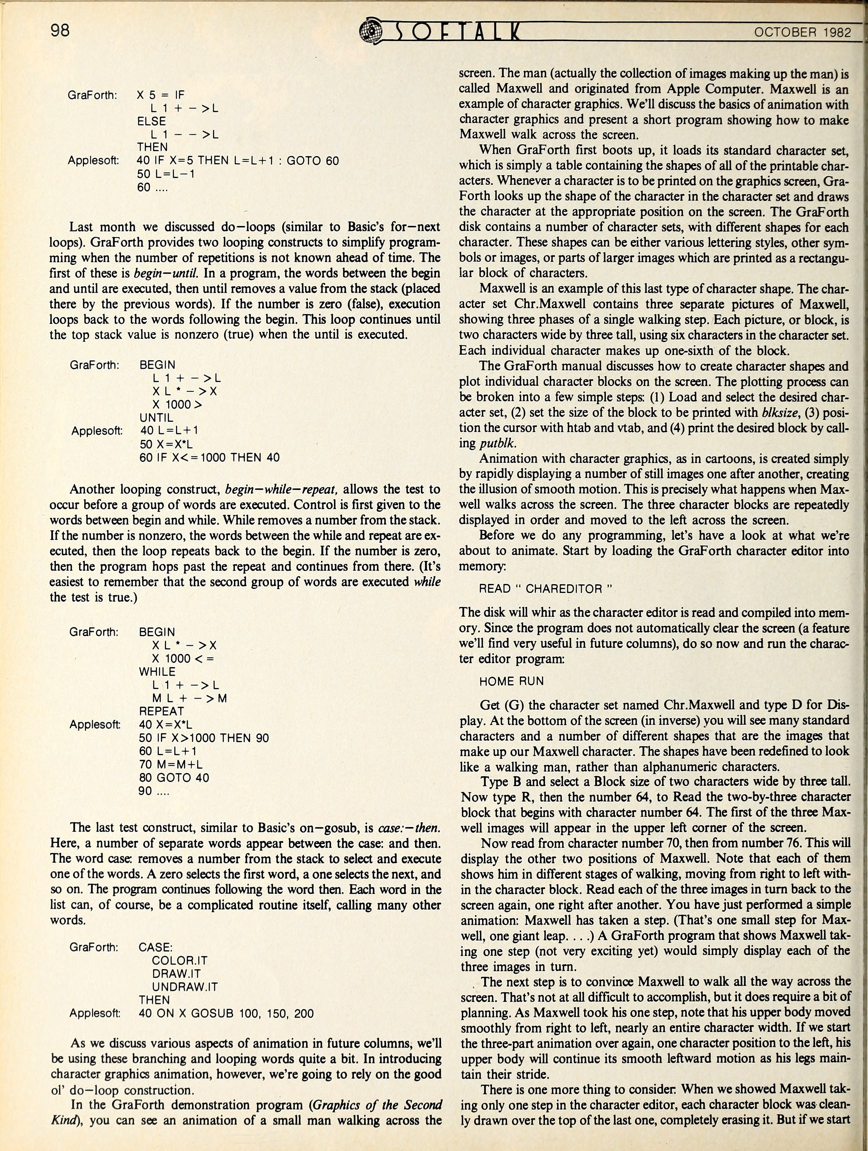 98
SOFTALK
OCTOBER 1982
GraForth: X 5 = IF
L 1 + –>L
ELSE
L 1 – –>L
THEN
Applesoft: 40 IF X=5 THEN L=L+1 : GOTO 60
50 L=L–1
60 ....
Last month we discussed do–loops (similar to Basic's for–next
loops). GraForth provides two looping constructs to simplify program-
ming when the number of repetitions is not known ahead of time. The
first of these is begin–until. In a program, the words between the begin
and until are executed, then until removes a value from the stack (placed
there by the previous words). If the number is zero (false), execution
loops back to the words following the begin. This loop continues until
the top stack value is nonzero (true) when the until is executed.
GraForth: BEGIN
L 1 + –>L
X L * –>X
X 1000 >
UNTIL
Applesoft: 40 L=L+1
50 X=X*L
60 IF X<=1000 THEN 40
Another looping construct, begin–while–repeat, allows the test to
occur before a group of words are executed. Control is first given to the
words between begin and while. While removes a number from the stack.
If the number is nonzero, the words between the while and repeat are ex-
ecuted, then the loop repeats back to the begin. If the number is zero,
then the program hops past the repeat and continues from there. (It's
easiest to remember that the second group of words are executed while
the test is true.)
GraForth: BEGIN
X L * –>X
X 1000 < =
WHILE
L 1 + –>L
M L + –>M
REPEAT
Applesoft: 40 X=X*L
50 IF X>1000 THEN 90
60 L=L+1
70 M=M+L
80 GOTO 40
90 ....
The last test construct, similar to Basic's on–gosub, is case:–then.
Here, a number of separate words appear between the case: and then.
The word case: removes a number from the stack to select and execute
one of the words. A zero selects the first word, a one selects the next, and
so on. The program continues following the word then. Each word in the
list can, of course, be a complicated routine itself, calling many other
words.
GraForth: CASE:
COLOR.IT
DRAW.IT
UNDRAW.IT
THEN
Applesoft: 40 ON X GOSUB 100, 150, 200
As we discuss various aspects of animation in future columns, we'll
be using these branching and looping words quite a bit. In introducing
character graphics animation, however, we're going to rely on the good
ol' do–loop construction.
In the GraForth demonstration program (Graphics of the Second
Kind), you can see an animation of a small man walking across the
screen. The man (actually the collection of images making up the man) is
called Maxwell and originated from Apple Computer. Maxwell is an
example of character graphics. We'll discuss the basics of animation with
character graphics and present a short program showing how to make
Maxwell walk across the screen.
When GraForth first boots up, it loads its standard character set,
which is simply a table containing the shapes of all of the printable char-
acters. Whenever a character is to be printed on the graphics screen, Gra-
Forth looks up the shape of the character in the character set and draws
the character at the appropriate position on the screen. The GraForth
disk contains a number of character sets, with different shapes for each
character. These shapes can be either various lettering styles, other sym-
bols or images, or parts of larger images which are printed as a rectangu-
lar block of characters.
Maxwell is an example of this last type of character shape. The char-
acter set Chr.Maxwell contains three separate pictures of Maxwell,
showing three phases of a single walking step. Each picture, or block, is
two characters wide by three tall, using six characters in the character set.
Each individual character makes up one-sixth of the block.
The GraForth manual discusses how to create character shapes and
plot individual character blocks on the screen. The plotting process can
be broken into a few simple steps: (1) Load and select the desired char-
acter set, (2) set the size of the block to be printed with blksize, (3) posi-
tion the cursor with htab and vtab, and (4) print the desired block by call-
ing putblk.
Animation with character graphics, as in cartoons, is created simply
by rapidly displaying a number of still images one after another, creating
the illusion of smooth motion. This is precisely what happens when Max-
well walks across the screen. The three character blocks are repeatedly
displayed in order and moved to the left across the screen.
Before we do any programming, let's have a look at what we're
about to animate. Start by loading the GraForth character editor into
memory:
READ " CHAREDITOR "
The disk will whir as the character editor is read and compiled into mem-
ory. Since the program does not automatically clear the screen (a feature
we'll find very useful in future columns), do so now and run the charac-
ter editor program:
HOME RUN
Get (G) the character set named Chr.Maxwell and type D for Dis-
play. At the bottom of the screen (in inverse) you will see many standard
characters and a number of different shapes that are the images that
make up our Maxwell character. The shapes have been redefined to look
like a walking man, rather than alphanumeric characters.
Type B and select a Block size of two characters wide by three tall.
Now type R, then the number 64, to Read the two-by-three character
block that begins with character number 64. The first of the three Max-
well images will appear in the upper left corner of the screen.
Now read from character number 70, then from number 76. This will
display the other two positions of Maxwell. Note that each of them
shows him in different stages of walking, moving from right to left with-
in the character block. Read each of the three images in turn back to the
screen again, one right after another. You have just performed a simple
animation: Maxwell has taken a step. (That's one small step for Max-
well, one giant leap. . . .) A GraForth program that shows Maxwell tak-
ing one step (not very exciting yet) would simply display each of the
three images in turn.
The next step is to convince Maxwell to walk all the way across the
screen. That's not at all difficult to accomplish, but it does require a bit of
planning. As Maxwell took his one step, note that his upper body moved
smoothly from right to left, nearly an entire character width. If we start
the three-part animation over again, one character position to the left, his
upper body will continue its smooth leftward motion as his legs main-
tain their stride.
There is one more thing to consider: When we showed Maxwell tak-
ing only one step in the character editor, each character block was clean-
ly drawn over the top of the last one, completely erasing it. But if we start